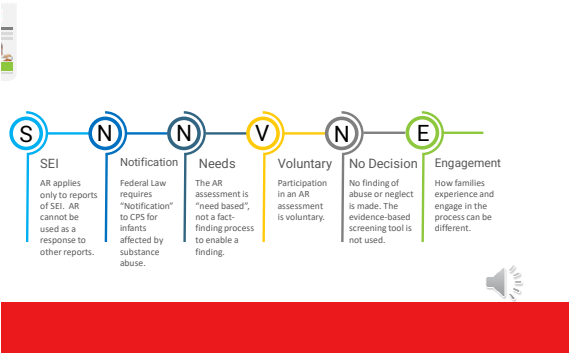 S N N V N E
SEI
AR applies
only to reports
of SEI. AR
cannot be
used as a
response to
other reports.
Notification
Federal Law
requires
“Notification”
to CPS for
infants
affected by
substance
abuse.
Needs
The AR
assessment is
“need based”,
not a fact-
finding process
to enable a
finding.
Voluntary
Participation
in an AR
assessment
is voluntary.
No Decision
No finding of
abuse or neglect
is made. The
evidence-based
screening tool is
not used.
Engagement
How families
experience and
engage in the
process can be
different.